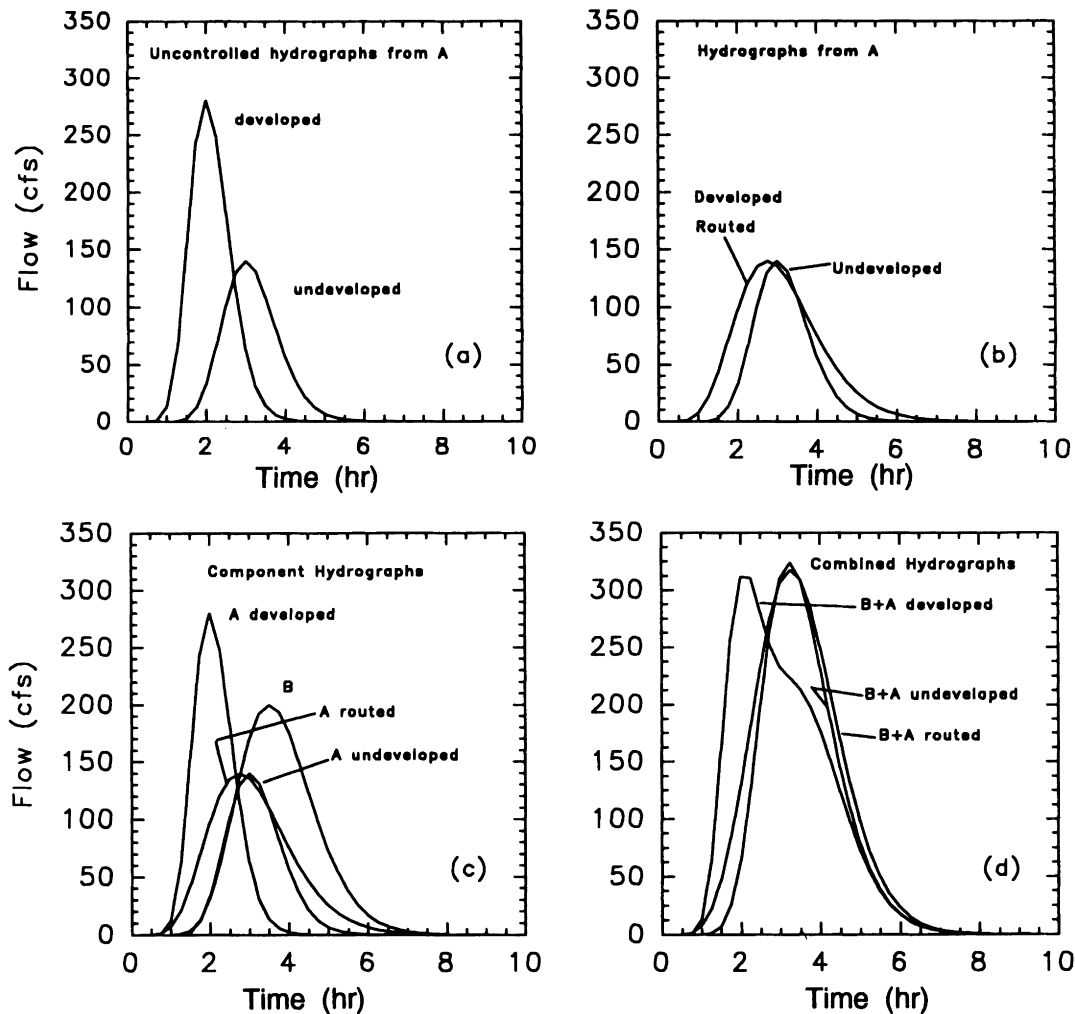 Uncontrolled hydrographs from A
developed
undeveloped
(a)
350
300
250
200
150
100
50
0
0 2 4 6 8 10
Flow (cfs)
Time (hr)
Hydrographs from A
Developed
Routed
Undeveloped
(b)
350
300
250
200
150
100
50
0
0 2 4 6 8 10
Time (hr)
Component Hydrographs
A developed
B
A routed
A undeveloped
(c)
350
300
250
200
150
100
50
0
0 2 4 6 8 10
Flow (cfs)
Time (hr)
Combined Hydrographs
B+A developed
B+A undeveloped
B+A routed
(d)
350
300
250
200
150
100
50
0
0 2 4 6 8 10
Time (hr)